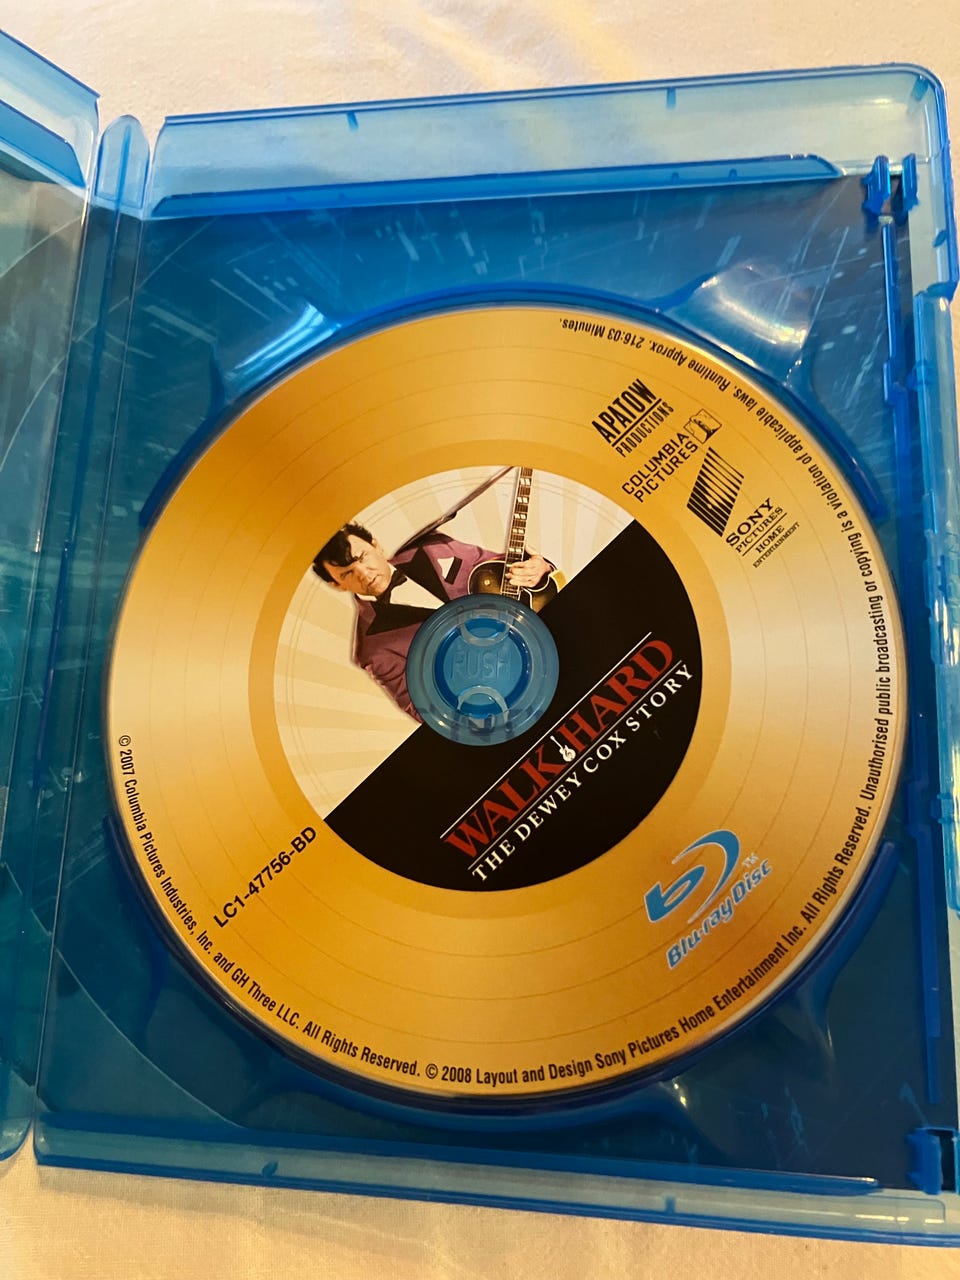 APATOW
PRODUCTIONS
COLUMBIA
PICTURES
SONY
PICTURES
HOME
ENTERTAINMENT
PUSH
WALK HARD
THE DEWEY COX STORY
LC1-47756-BD
Blu-ray Disc™
© 2007 Columbia Pictures Industries, Inc. and GH Three LLC. All Rights Reserved. © 2008 Layout and Design Sony Pictures Home Entertainment Inc. All Rights Reserved. Unauthorised public broadcasting or copying is a violation of applicable laws. Runtime Approx. 216:03 Minutes.